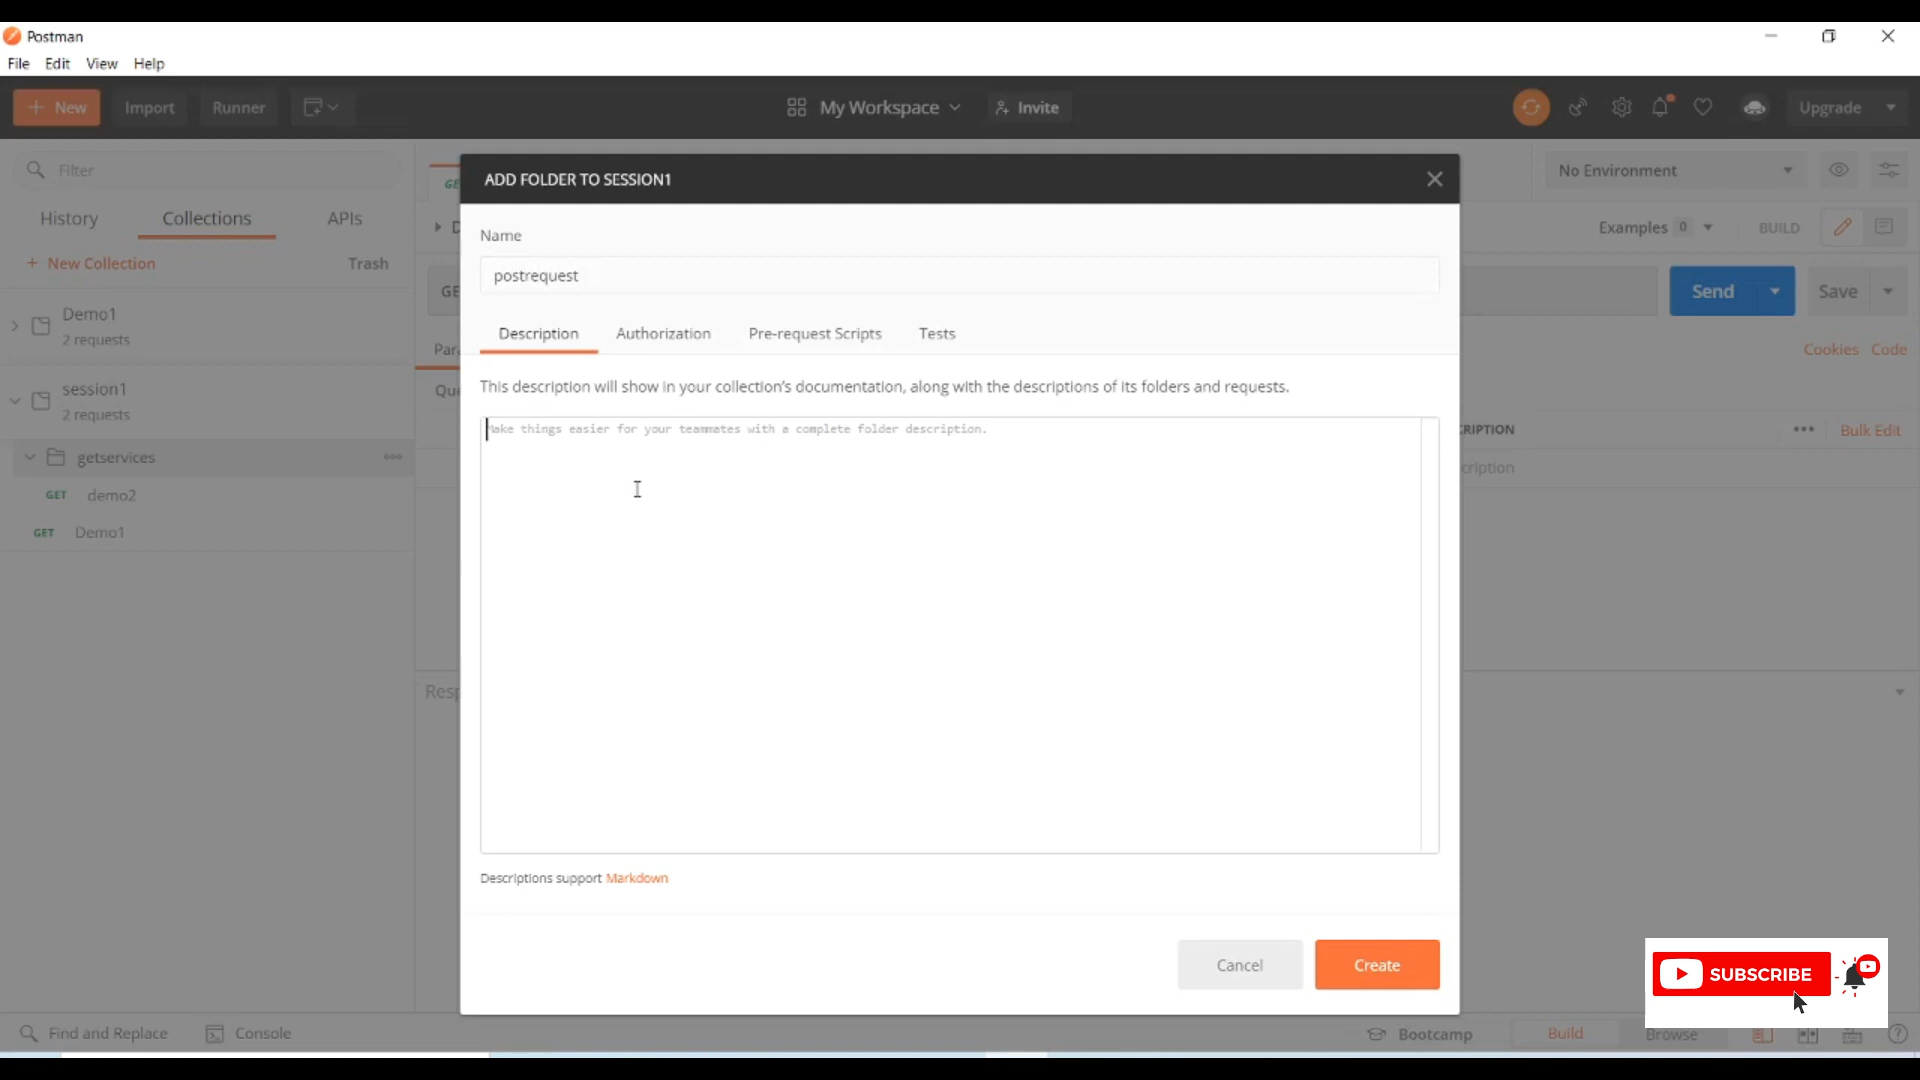 Postman
File Edit View Help
+ New Import Runner My Workspace Invite Upgrade
Filter
History Collections APIs
+ New Collection Trash
Demo1
2 requests
session1
2 requests
getservices
GET demo2
GET Demo1
ADD FOLDER TO SESSION1
Name
postrequest
Description Authorization Pre-request Scripts Tests
This description will show in your collection's documentation, along with the descriptions of its folders and requests.
Make things easier for your teammates with a complete folder description.
Descriptions support Markdown
Cancel Create
No Environment
Examples 0 BUILD
Send Save
Cookies Code
Bulk Edit
SUBSCRIBE
Find and Replace Console Bootcamp Build Browse